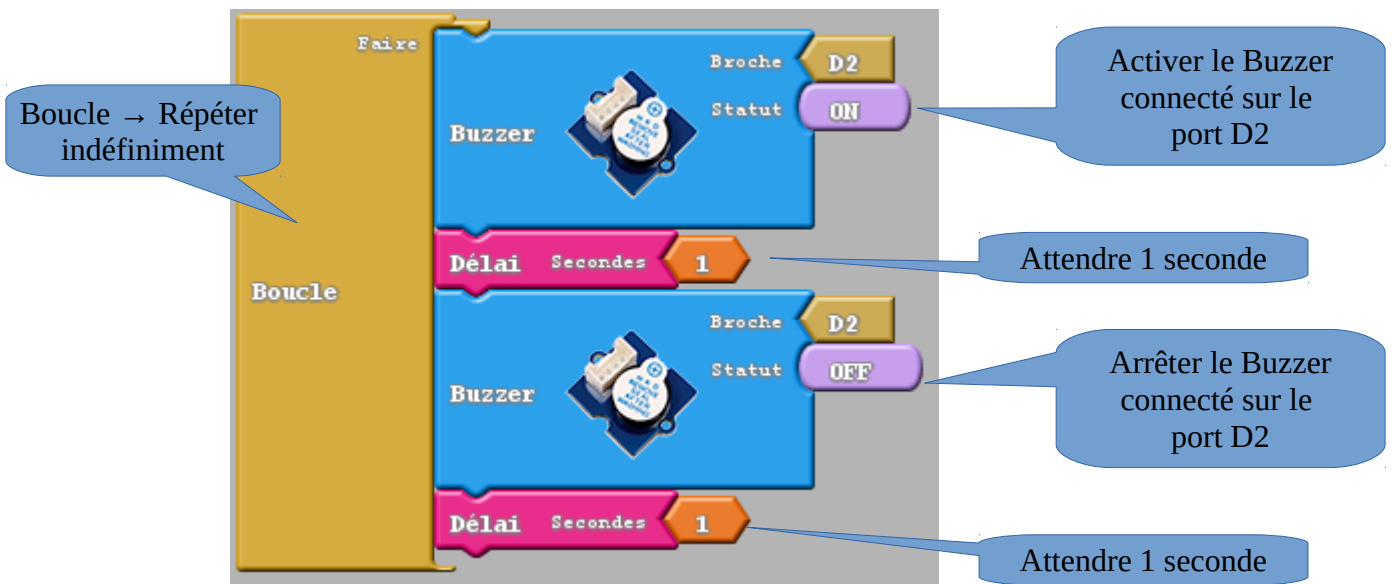 Faire
Broche D2
Statut ON
Buzzer
Activer le Buzzer
connecté sur le
port D2
Boucle → Répéter
indéfiniment
Délai Secondes 1
Attendre 1 seconde
Boucle
Broche D2
Statut OFF
Buzzer
Arrêter le Buzzer
connecté sur le
port D2
Délai Secondes 1
Attendre 1 seconde